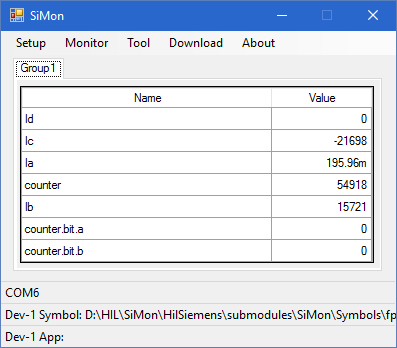 SiMon
Setup Monitor Tool Download About
Group1
Name Value
Id 0
Ic -21698
Ia 195.96m
counter 54918
Ib 15721
counter.bit.a 0
counter.bit.b 0
COM6
Dev-1 Symbol: D:\HIL\SiMon\HilSiemens\submodules\SiMon\Symbols\fp
Dev-1 App: